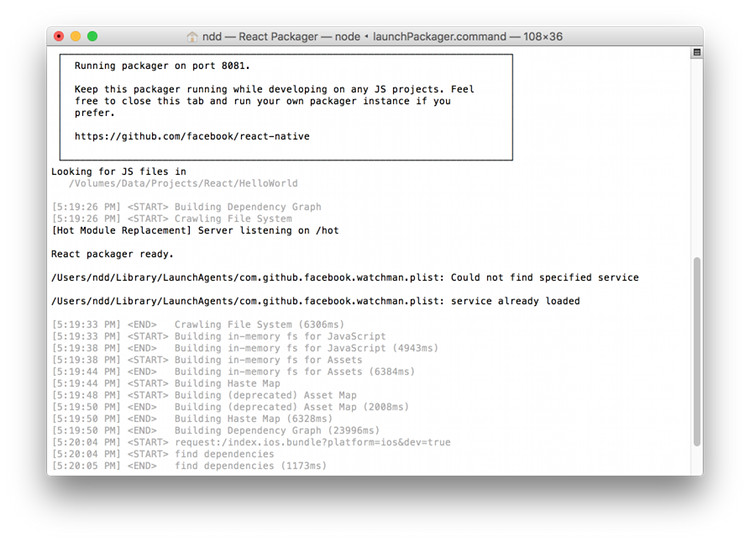 ndd — React Packager — node • launchPackager.command — 108×36
Running packager on port 8081.
Keep this packager running while developing on any JS projects. Feel
free to close this tab and run your own packager instance if you
prefer.
https://github.com/facebook/react-native
Looking for JS files in
/Volumes/Data/Projects/React/HelloWorld
[5:19:26 PM] <START> Building Dependency Graph
[5:19:26 PM] <START> Crawling File System
[Hot Module Replacement] Server listening on /hot
React packager ready.
/Users/ndd/Library/LaunchAgents/com.github.facebook.watchman.plist: Could not find specified service
/Users/ndd/Library/LaunchAgents/com.github.facebook.watchman.plist: service already loaded
[5:19:33 PM] <END>   Crawling File System (6306ms)
[5:19:33 PM] <START> Building in-memory fs for JavaScript
[5:19:38 PM] <END>   Building in-memory fs for JavaScript (4943ms)
[5:19:38 PM] <START> Building in-memory fs for Assets
[5:19:44 PM] <END>   Building in-memory fs for Assets (6384ms)
[5:19:44 PM] <START> Building Haste Map
[5:19:48 PM] <START> Building (deprecated) Asset Map
[5:19:50 PM] <END>   Building (deprecated) Asset Map (2008ms)
[5:19:50 PM] <END>   Building Haste Map (6328ms)
[5:19:50 PM] <END>   Building Dependency Graph (23996ms)
[5:20:04 PM] <START> request:/index.ios.bundle?platform=ios&dev=true
[5:20:04 PM] <START> find dependencies
[5:20:05 PM] <END>   find dependencies (1173ms)